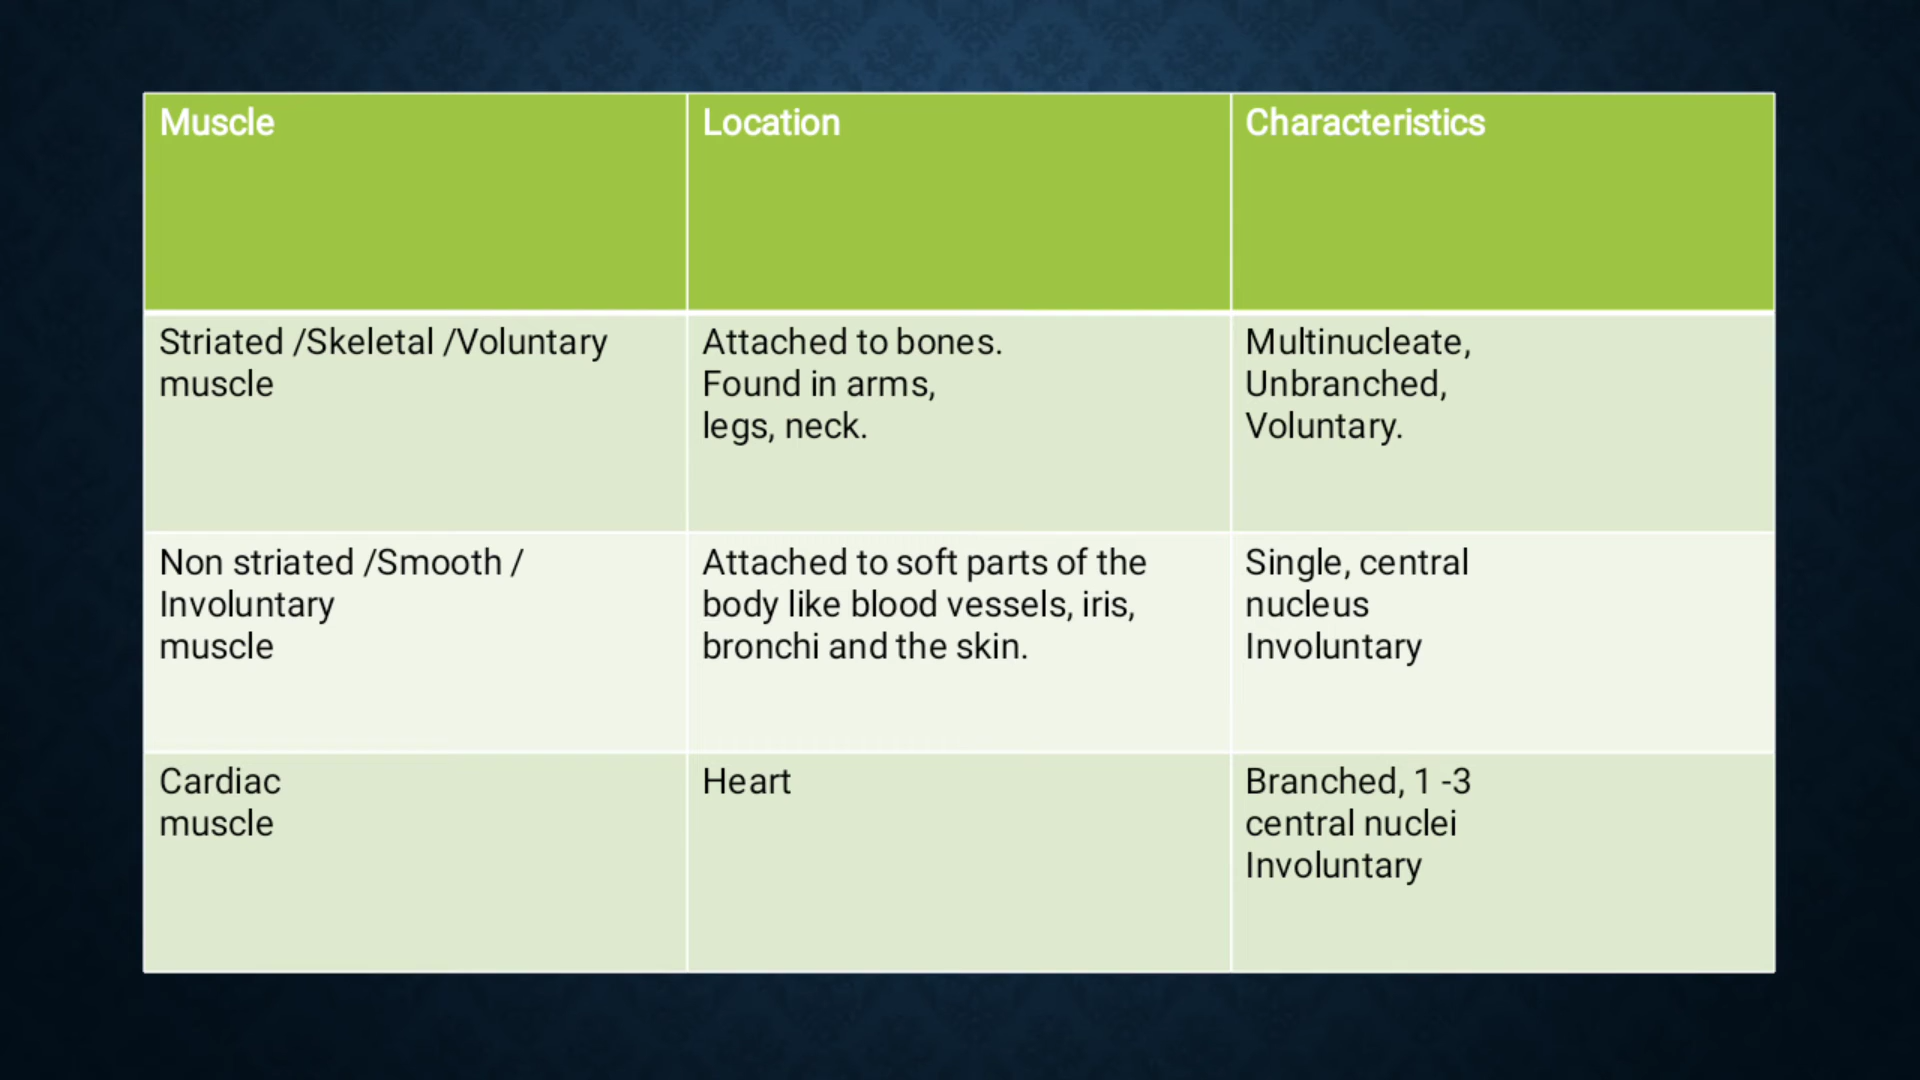 Muscle
Location
Characteristics
Striated /Skeletal /Voluntary
muscle
Attached to bones.
Found in arms,
legs, neck.
Multinucleate,
Unbranched,
Voluntary.
Non striated /Smooth /
Involuntary
muscle
Attached to soft parts of the
body like blood vessels, iris,
bronchi and the skin.
Single, central
nucleus
Involuntary
Cardiac
muscle
Heart
Branched, 1 -3
central nuclei
Involuntary